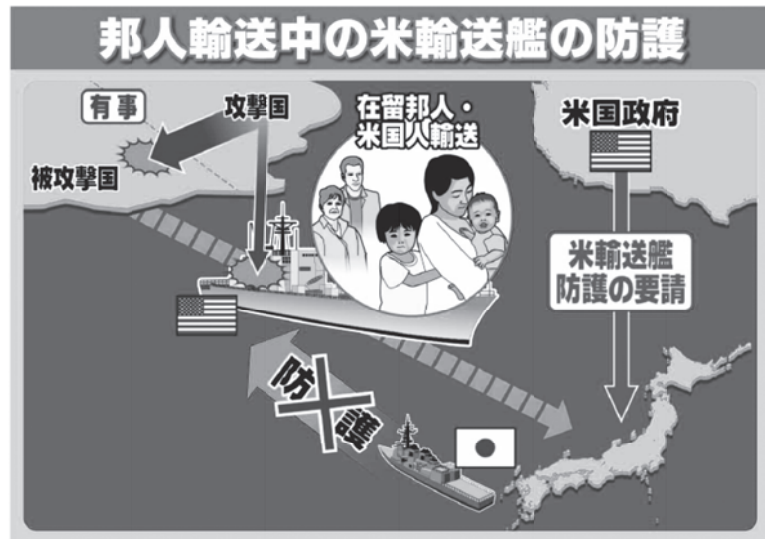 邦人輸送中の米輸送艦の防護
有事
攻撃国
被攻撃国
在留邦人・
米国人輸送
米国政府
米輸送艦
防護の要請
防護